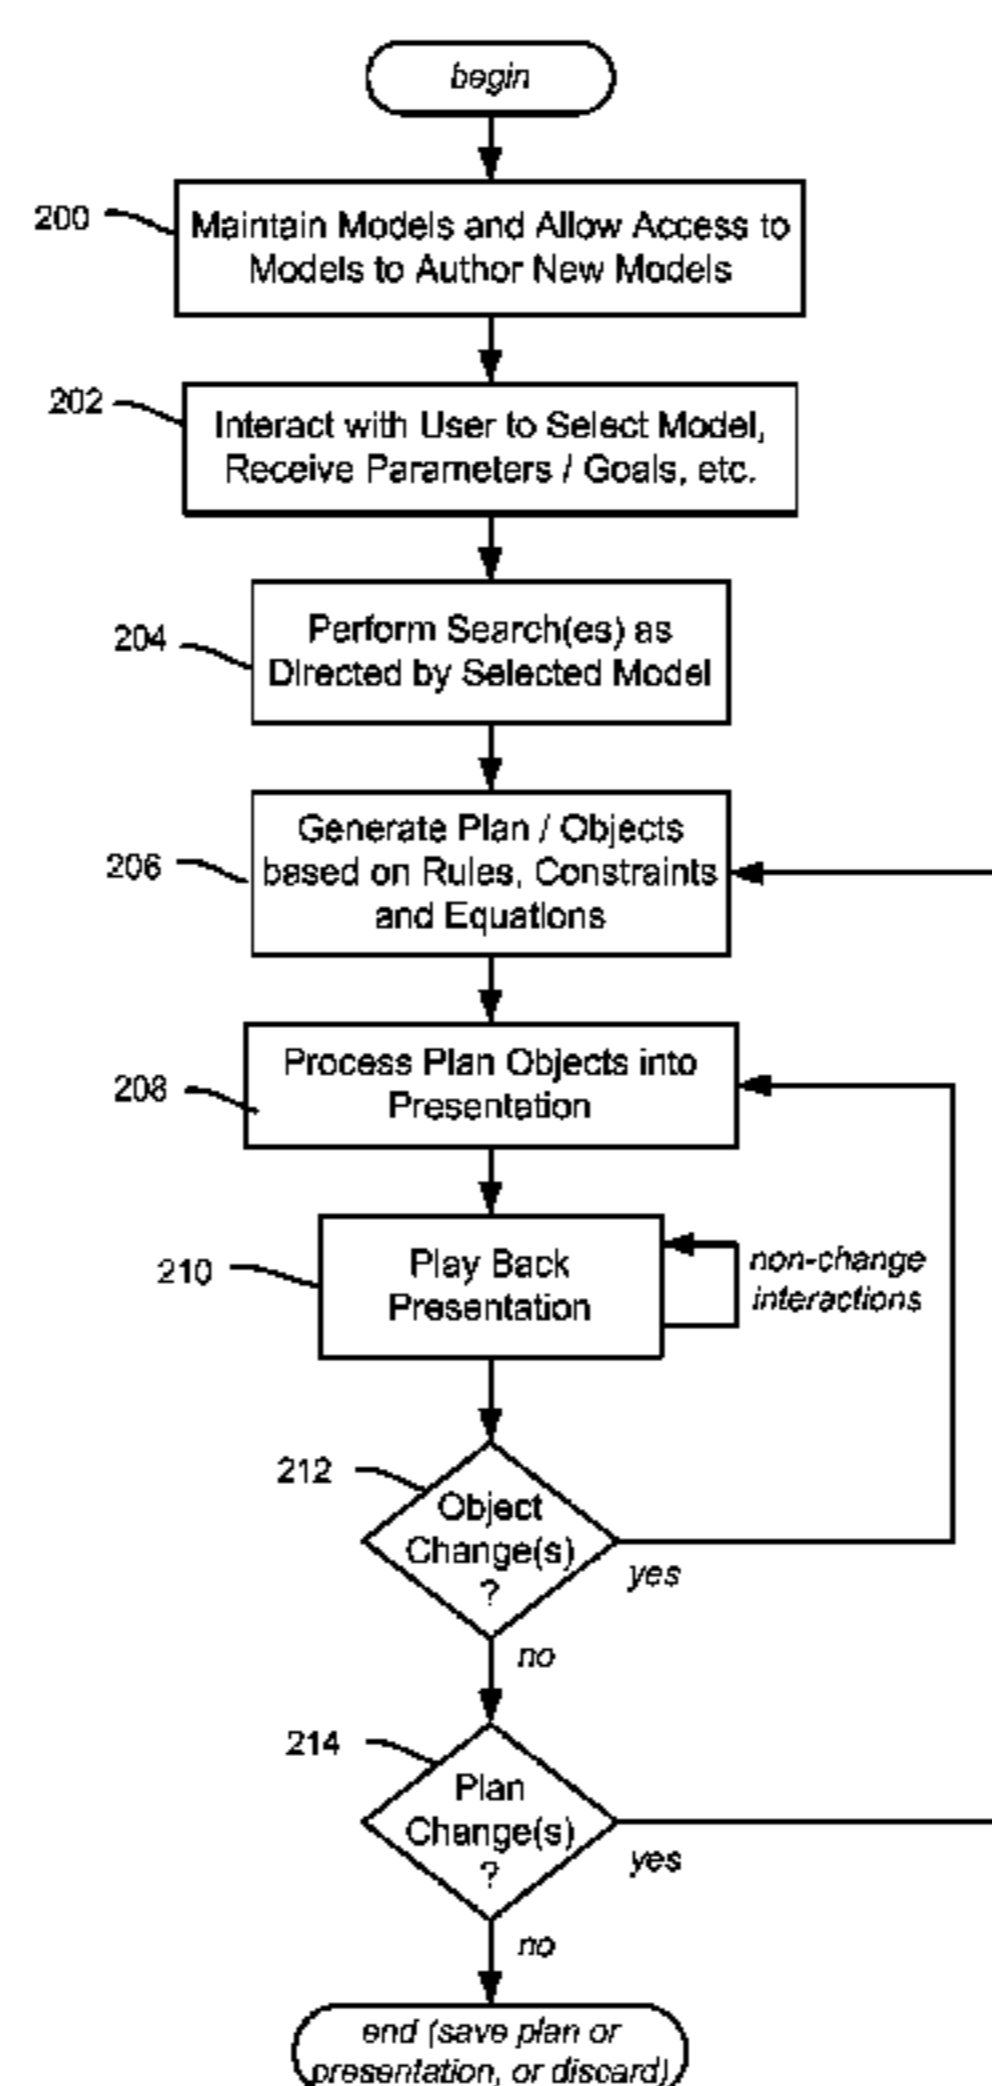 begin
200
Maintain Models and Allow Access to
Models to Author New Models
202
Interact with User to Select Model,
Receive Parameters / Goals, etc.
204
Perform Search(es) as
Directed by Selected Model
206
Generate Plan / Objects
based on Rules, Constraints
and Equations
208
Process Plan Objects into
Presentation
210
Play Back
Presentation
non-change
interactions
212
Object
Change(s)
?
yes
no
214
Plan
Change(s)
?
yes
no
end (save plan or
presentation, or discard)